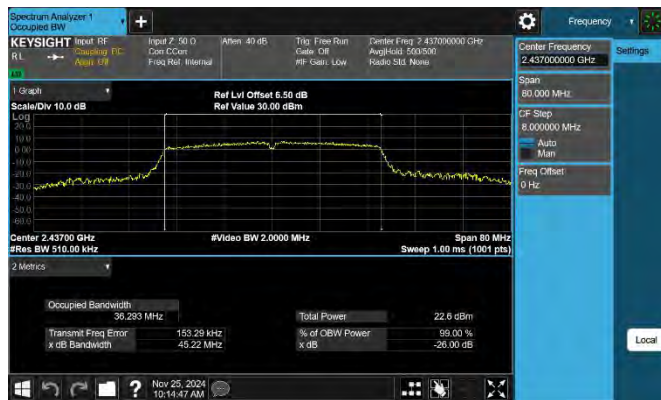 Spectrum Analyzer 1
Occupied BW
+
Frequency
KEYSIGHT
Input: RF
Input Z: 50 Ω
Atten: 40 dB
Trig: Free Run
Center Freq: 2.437000000 GHz
RL
Coupling: DC
Corr CCorr
Gate: Off
Avg|Hold: 500/500
Align: Off
Freq Ref: Internal
#IF Gain: Low
Radio Std: None
Center Frequency
2.437000000 GHz
Settings
Span
80.000 MHz
CF Step
8.000000 MHz
Auto
Man
Freq Offset
0 Hz
Local
1 Graph
Ref Lvl Offset 6.50 dB
Scale/Div 10.0 dB
Ref Value 30.00 dBm
Log
20.0
10.0
0.00
-10.0
-20.0
-30.0
-40.0
-50.0
-60.0
Center 2.43700 GHz
#Video BW 2.0000 MHz
Span 80 MHz
#Res BW 510.00 kHz
Sweep 1.00 ms (1001 pts)
2 Metrics
Occupied Bandwidth
36.293 MHz
Total Power
22.6 dBm
Transmit Freq Error
153.29 kHz
% of OBW Power
99.00 %
x dB Bandwidth
45.22 MHz
x dB
-26.00 dB
?
Nov 25, 2024
10:14:47 AM